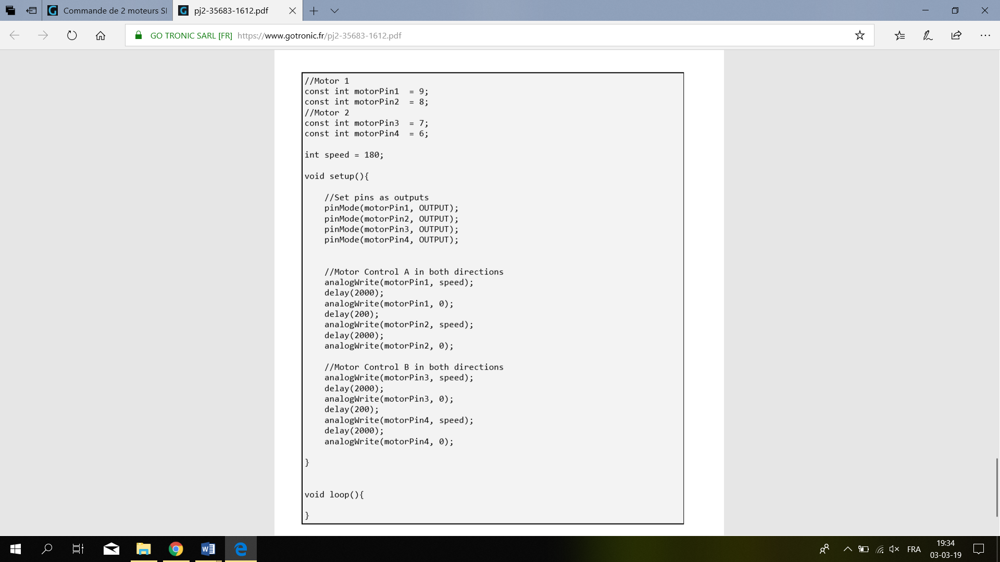 Commande de 2 moteurs SI
pj2-35683-1612.pdf
GO TRONIC SARL [FR] https://www.gotronic.fr/pj2-35683-1612.pdf
//Motor 1
const int motorPin1  = 9;
const int motorPin2  = 8;
//Motor 2
const int motorPin3  = 7;
const int motorPin4  = 6;
int speed = 180;
void setup(){
    //Set pins as outputs
    pinMode(motorPin1, OUTPUT);
    pinMode(motorPin2, OUTPUT);
    pinMode(motorPin3, OUTPUT);
    pinMode(motorPin4, OUTPUT);
    //Motor Control A in both directions
    analogWrite(motorPin1, speed);
    delay(2000);
    analogWrite(motorPin1, 0);
    delay(200);
    analogWrite(motorPin2, speed);
    delay(2000);
    analogWrite(motorPin2, 0);
    //Motor Control B in both directions
    analogWrite(motorPin3, speed);
    delay(2000);
    analogWrite(motorPin3, 0);
    delay(200);
    analogWrite(motorPin4, speed);
    delay(2000);
    analogWrite(motorPin4, 0);
}
void loop(){
}
FRA
19:34
03-03-19